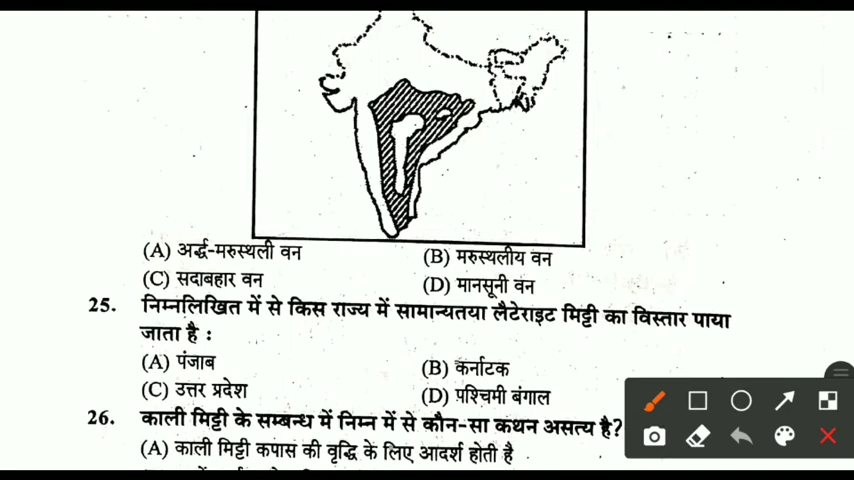 (A) अर्द्ध-मरुस्थली वन (B) मरुस्थलीय वन
(C) सदाबहार वन (D) मानसूनी वन
25. निम्नलिखित में से किस राज्य में सामान्यतया लैटेराइट मिट्टी का विस्तार पाया
जाता है :
(A) पंजाब (B) कर्नाटक
(C) उत्तर प्रदेश (D) पश्चिमी बंगाल
26. काली मिट्टी के सम्बन्ध में निम्न में से कौन-सा कथन असत्य है?
(A) काली मिट्टी कपास की वृद्धि के लिए आदर्श होती है